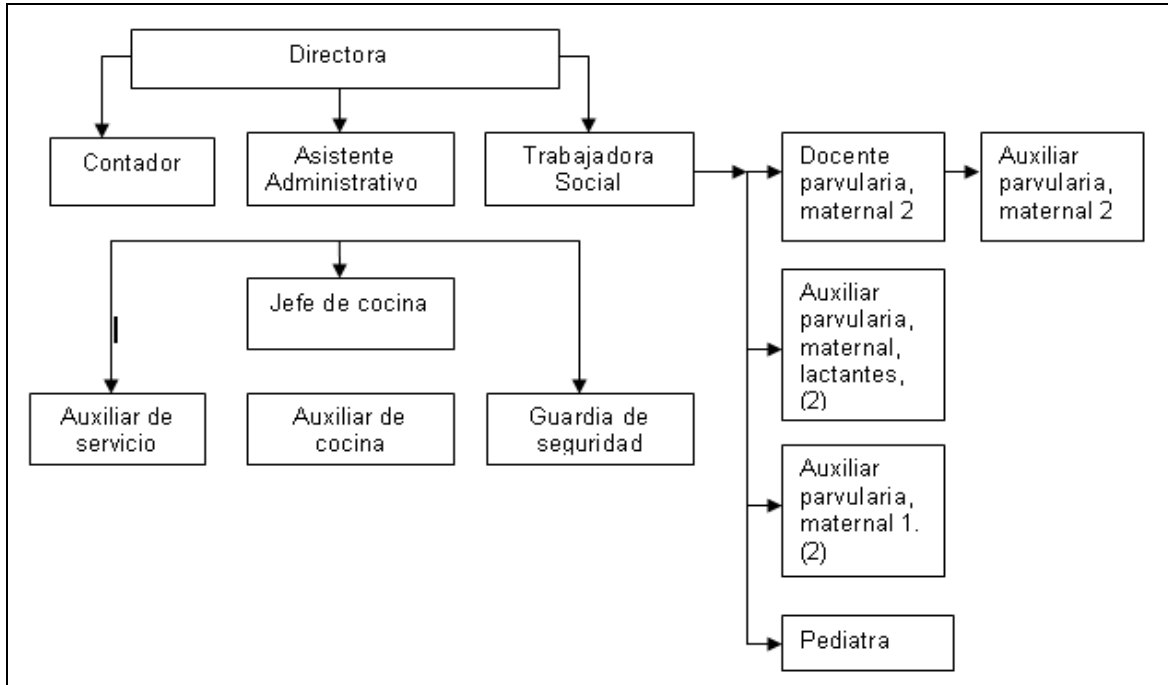 Directora
Contador
Asistente
Administrativo
Trabajadora
Social
Docente
parvularia,
maternal 2
Auxiliar
parvularia,
maternal 2
Jefe de cocina
Auxiliar
parvularia,
maternal,
lactantes,
(2)
Auxiliar de
servicio
Auxiliar de
cocina
Guardia de
seguridad
Auxiliar
parvularia,
maternal 1.
(2)
Pediatra